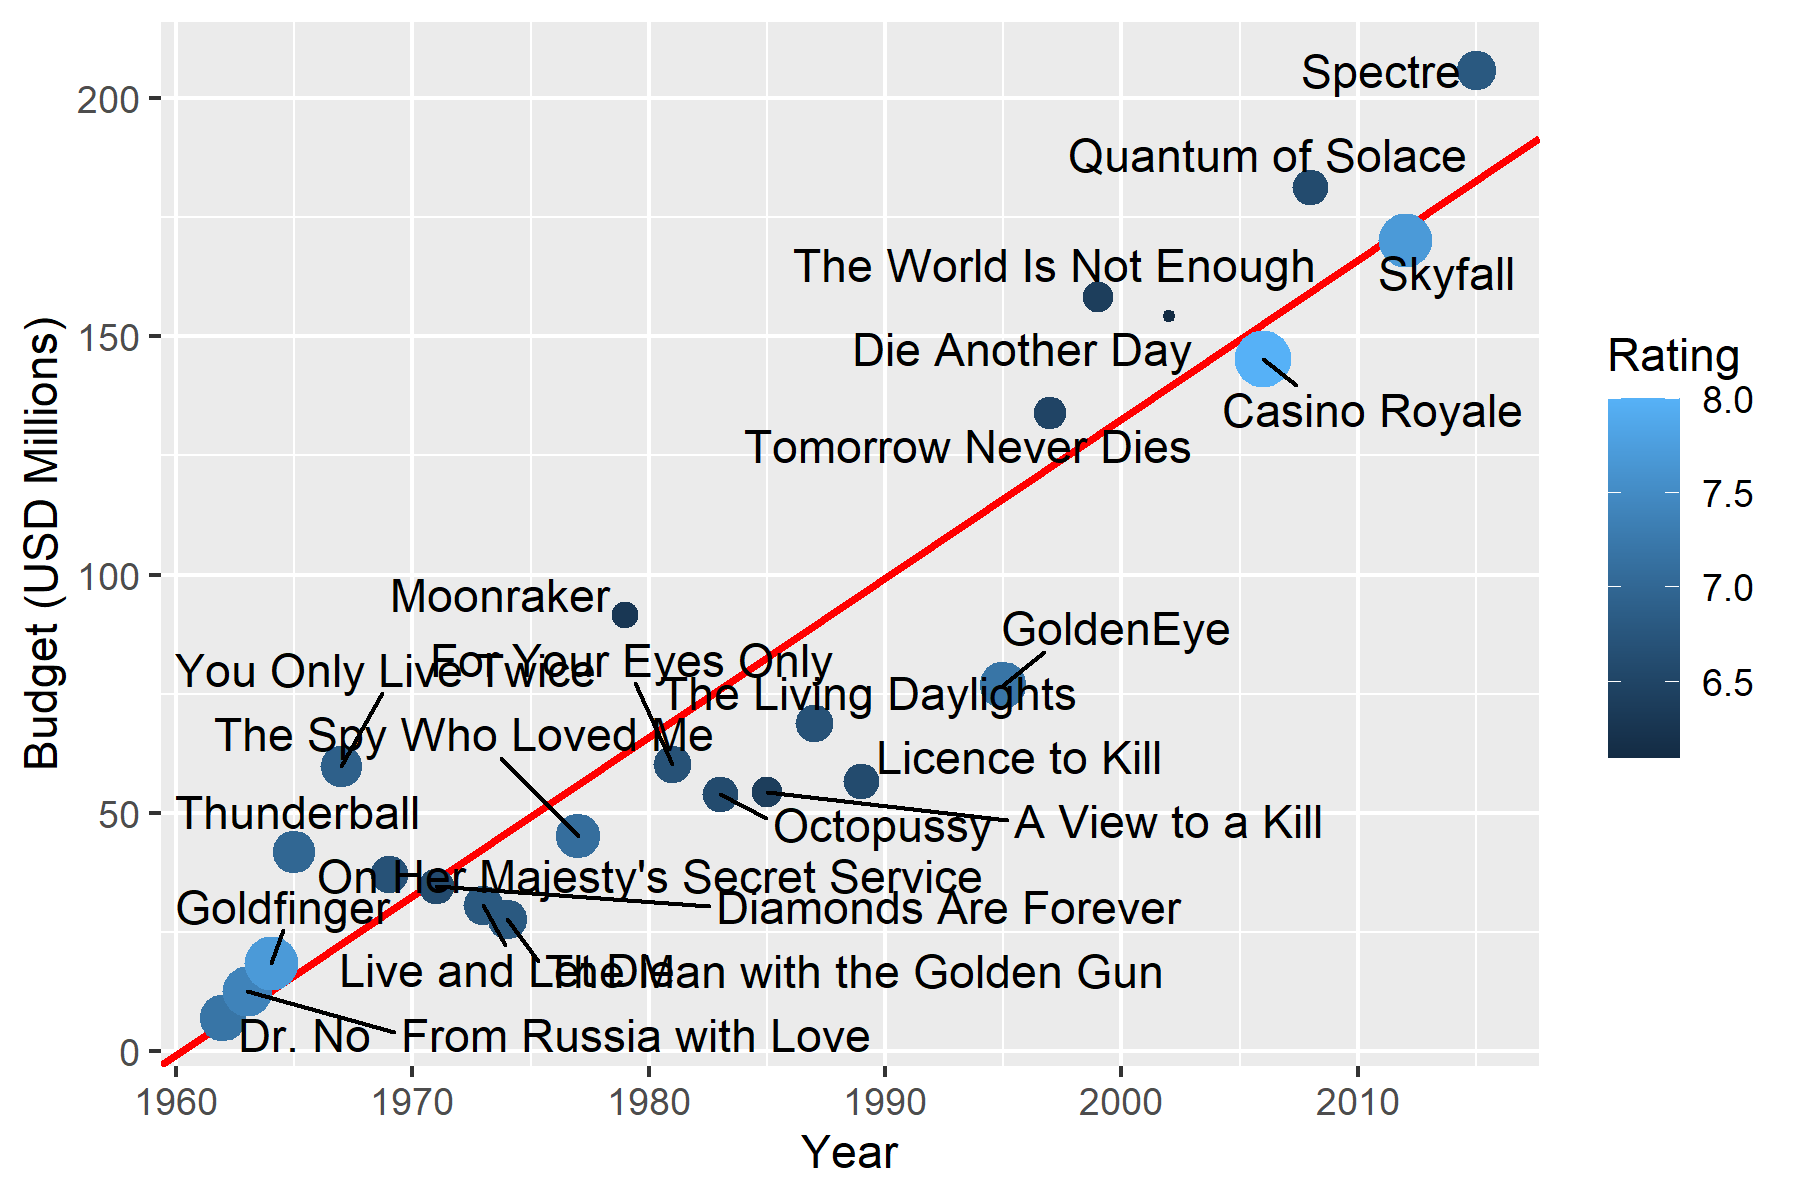 Spectre
200
Quantum of Solace
The World Is Not Enough
Skyfall
150
Die Another Day
Casino Royale
Tomorrow Never Dies
Rating
8.0
7.5
7.0
6.5
Budget (USD Millions)
100
Moonraker
GoldenEye
For Your Eyes Only
You Only Live Twice
The Living Daylights
The Spy Who Loved Me
Licence to Kill
50
Thunderball
Octopussy
A View to a Kill
On Her Majesty's Secret Service
Goldfinger
Diamonds Are Forever
Live and Let Die
The Man with the Golden Gun
Dr. No
From Russia with Love
0
1960
1970
1980
1990
2000
2010
Year